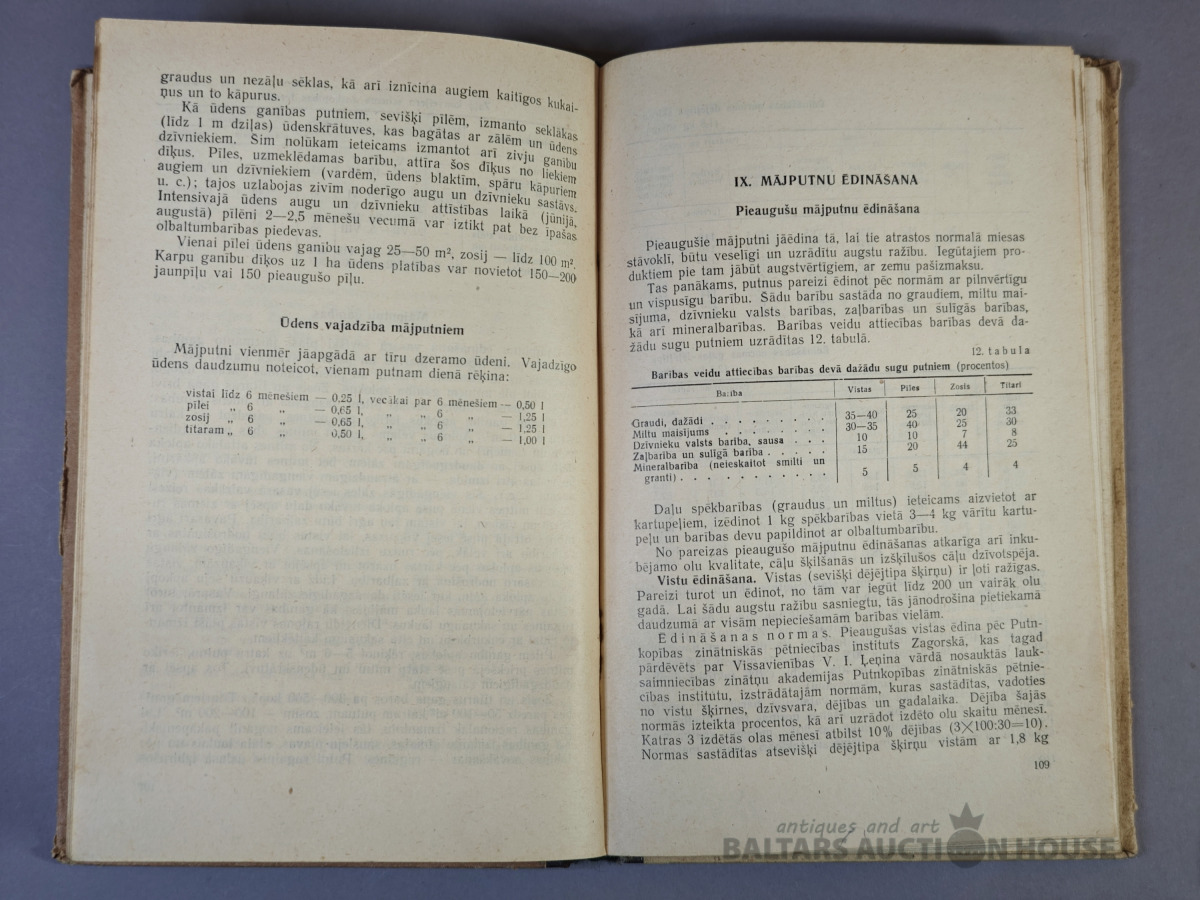 graudus un nezāļu sēklas, kā arī iznīcina augiem kaitīgos kukai-
ņus un to kāpurus.
Kā ūdens ganības putniem, sevišķi pīlēm, izmanto seklākas
(līdz 1 m dziļas) ūdenskrātuves, kas bagātas ar zālēm un ūdens
dzīvniekiem. Šim nolūkam ieteicams izmantot arī zivju ganību
dīķus. Pīles, uzmeklēdamas barību, attīra šos dīķus no liekiem
augiem un dzīvniekiem (vardēm, ūdens blaktīm, spāru kāpuriem
u. c.); tajos uzlabojas zivīm noderīgo augu un dzīvnieku sastāvs.
Intensīvajā ūdens augu un dzīvnieku attīstības laikā (jūnijā,
augustā) pīlēni 2—2,5 mēnešu vecumā var iztikt pat bez īpašas
olbaltumbarības piedevas.
Vienai pīlei ūdens ganību vajag 25—50 m², zosij — līdz 100 m².
Karpu ganību dīķos uz 1 ha ūdens platības var novietot 150—200
jaunpīļu vai 150 pieaugušo pīļu.
Ūdens vajadzība mājputniem
Mājputni vienmēr jāapgādā ar tīru dzeramo ūdeni. Vajadzīgo
ūdens daudzumu noteicot, vienam putnam dienā rēķina:
vistai līdz 6 mēnešiem — 0,25 l, vecākai par 6 mēnešiem — 0,50 l
pīlei „ 6 „ — 0,65 l, „ „ 6 „ — 1,25 l
zosij „ 6 „ — 0,65 l, „ „ 6 „ — 1,25 l
tītaram „ 6 „ 0,50 l, „ „ 6 „ — 1,00 l
IX. MĀJPUTNU ĒDINĀŠANA
Pieaugušu mājputnu ēdināšana
Pieaugušie mājputni jāēdina tā, lai tie atrastos normālā miesas
stāvoklī, būtu veselīgi un uzrādītu augstu ražību. Iegūtajiem pro-
duktiem pie tam jābūt augstvērtīgiem, ar zemu pašizmaksu.
Tas panākams, putnus pareizi ēdinot pēc normām ar pilnvērtīgu
un vispusīgu barību. Šādu barību sastāda no graudiem, miltu mai-
sījuma, dzīvnieku valsts barības, zaļbarības un sulīgās barības,
kā arī minerālbarības. Barības veidu attiecības barības devā da-
žādu sugu putniem uzrādītas 12. tabulā.
12. tabula
Barības veidu attiecības barības devā dažādu sugu putniem (procentos)
Barība Vistas Pīles Zosis Tītari
Graudi, dažādi . . . . . . . . 35—40 25 20 33
Miltu maisījums . . . . . . . . 30—35 40 25 30
Dzīvnieku valsts barība, sausa . . . 10 10 7 8
Zaļbarība un sulīgā barība . . . . . 15 20 44 25
Minerālbarība (neieskaitot smilti un
granti) . . . . . . . . . . . 5 5 4 4
Daļu spēkbarības (graudus un miltus) ieteicams aizvietot ar
kartupeļiem, izēdinot 1 kg spēkbarības vietā 3—4 kg vārītu kartu-
peļu un barības devu papildinot ar olbaltumbarību.
No pareizas pieaugušo mājputnu ēdināšanas atkarīga arī inku-
bējamo olu kvalitate, cāļu šķilšanās un izšķīlušos cāļu dzīvotspēja.
Vistu ēdināšana. Vistas (sevišķi dējējtipa šķirņu) ir ļoti ražīgas.
Pareizi turot un ēdinot, no tām var iegūt līdz 200 un vairāk olu
gadā. Lai šādu augstu ražību sasniegtu, tās jānodrošina pietiekamā
daudzumā ar visām nepieciešamām barības vielām.
Ēdināšanas normas. Pieaugušas vistas ēdina pēc Putn-
kopības zinātniskās pētniecības instituts Zagorskā, kas tagad
pārdēvēts par Vissavienības V. I. Ļeņina vārdā nosauktās lauk-
saimniecības zinātņu akademijas Putnkopības zinātniskās pētnie-
cības institutu, izstrādātajām normām, kuras sastādītas, vadoties
no vistu šķirnes, dzīvsvara, dējības un gadalaika. Dējība šajās
normās izteikta procentos, kā arī uzrādot izdēto olu skaitu mēnesī.
Katras 3 izdētās olas mēnesī atbilst 10% dējības (3×100:30=10).
Normas sastādītas atsevišķi dējējtipa šķirņu vistām ar 1,8 kg
109
antiques and art
BALTARS AUCTION HOUSE